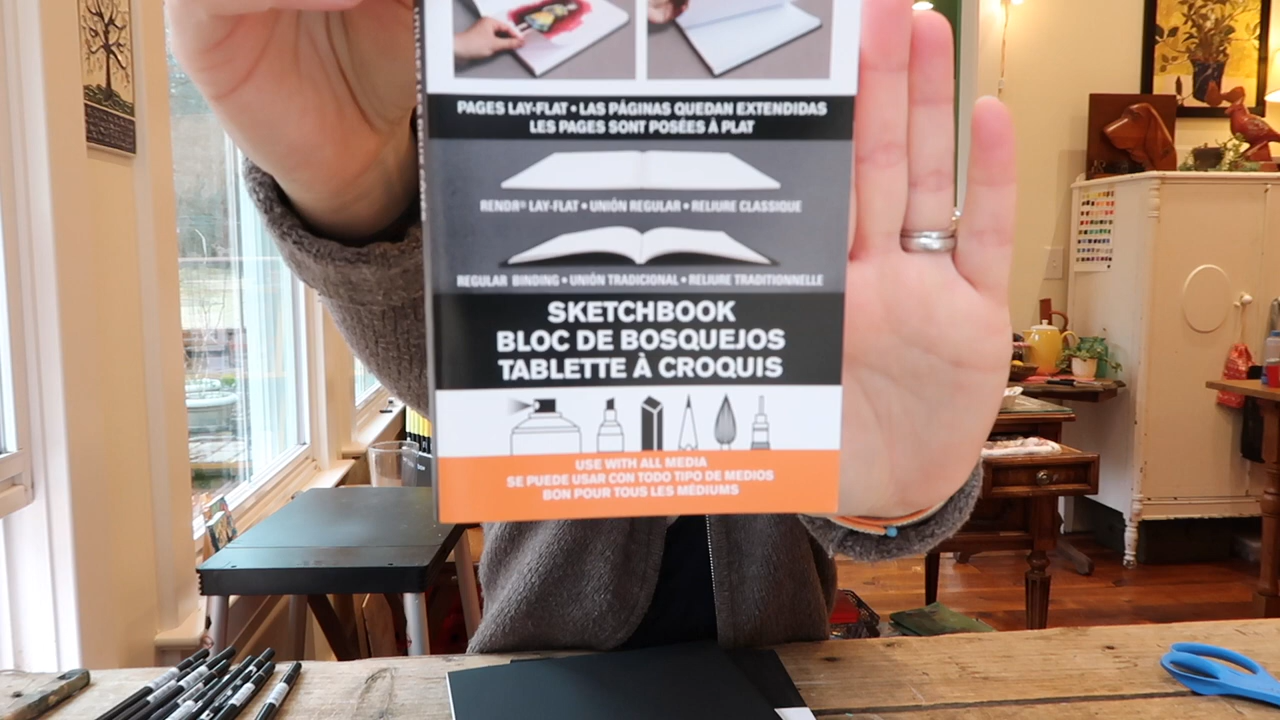 PAGES LAY-FLAT • LAS PÁGINAS QUEDAN EXTENDIDAS
LES PAGES SONT POSÉES À PLAT
RENDR® LAY-FLAT • UNIÓN REGULAR • RELIURE CLASSIQUE
REGULAR BINDING • UNIÓN TRADICIONAL • RELIURE TRADITIONNELLE
SKETCHBOOK
BLOC DE BOSQUEJOS
TABLETTE À CROQUIS
USE WITH ALL MEDIA
SE PUEDE USAR CON TODO TIPO DE MEDIOS
BON POUR TOUS LES MÉDIUMS